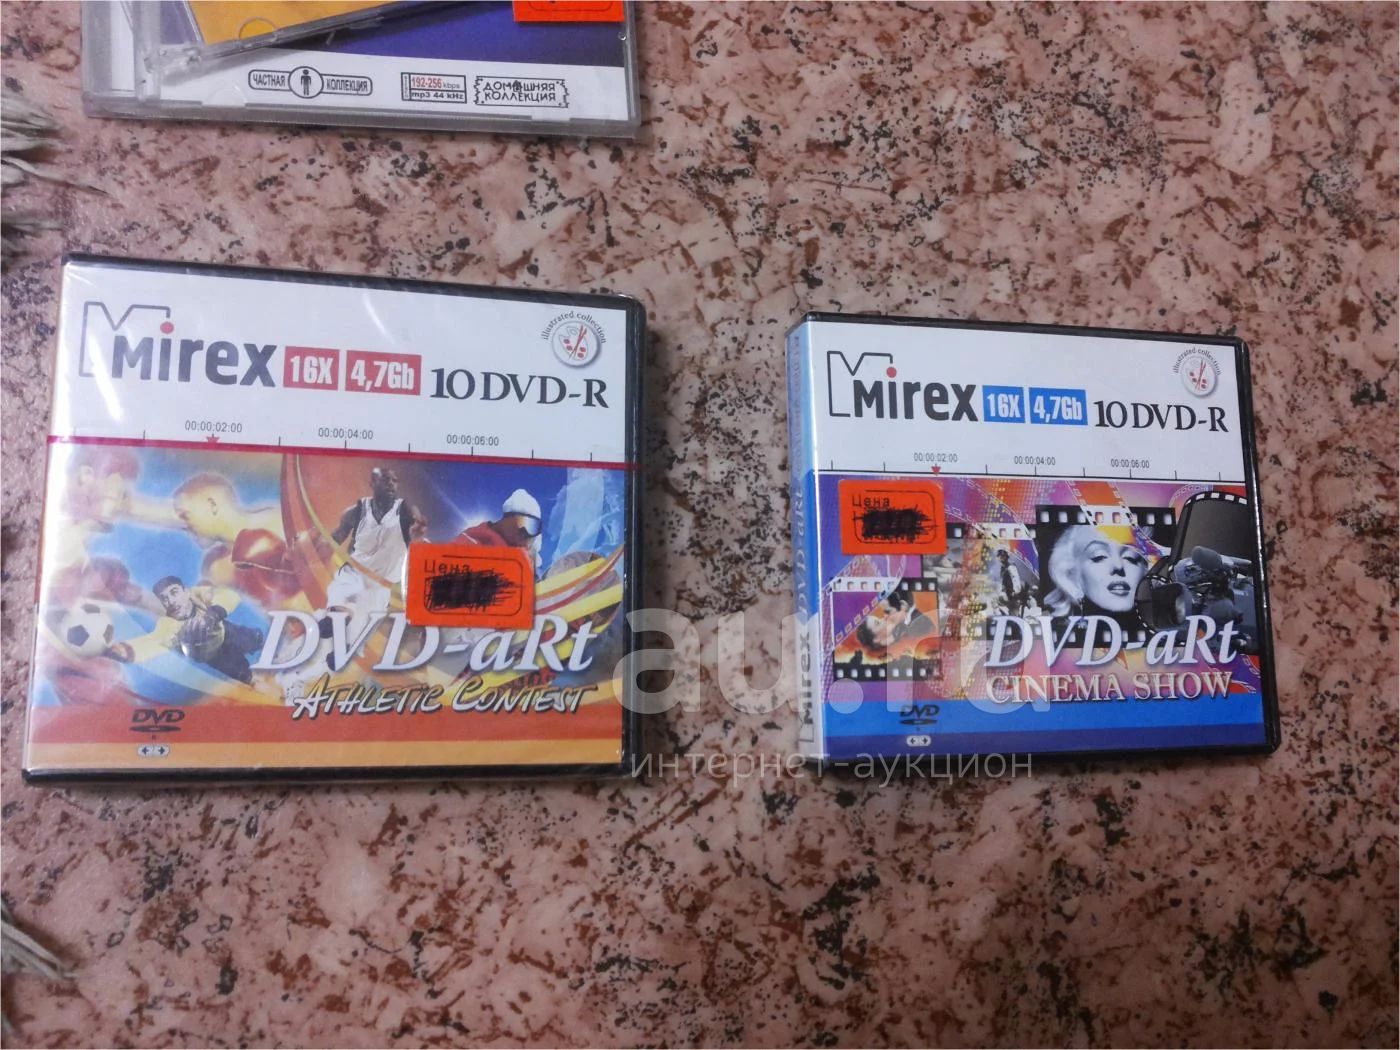 ЧАСТНАЯ КОЛЛЕКЦИЯ
192-256 kbps
mp3 44 kHz
ДОМАШНЯЯ
КОЛЛЕКЦИЯ
illustrated collection
Mirex 16X 4,7Gb 10 DVD-R
00:00:02:00 00:00:04:00 00:00:06:00
Цена
DVD-aRt
ATHLETIC CONTEST
DVD
R
illustrated collection
Mirex 16X 4,7Gb 10 DVD-R
00:00:02:00 00:00:04:00 00:00:06:00
Цена
DVD-aRt
CINEMA SHOW
DVD
Mirex DVD-aRt
au.ru
интернет-аукцион